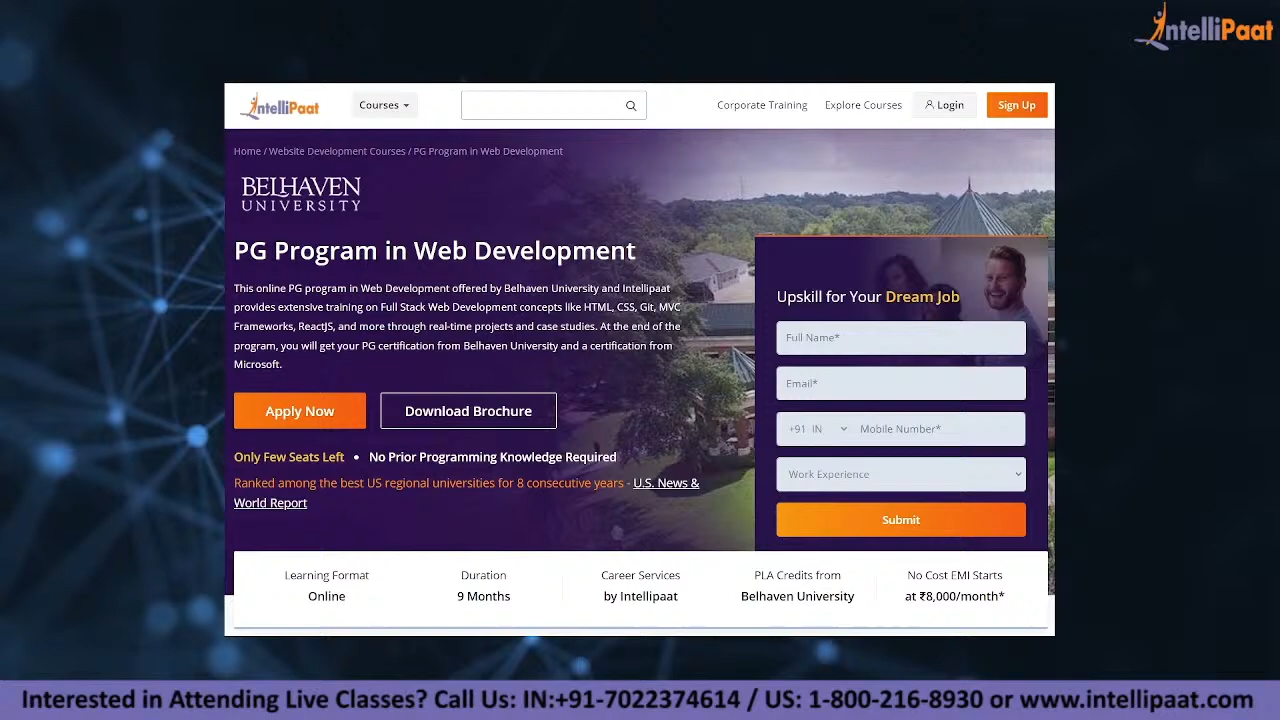 IntelliPaat
IntelliPaat
Courses
Corporate Training
Explore Courses
Login
Sign Up
Home / Website Development Courses / PG Program in Web Development
BELHAVEN
UNIVERSITY
PG Program in Web Development
This online PG program in Web Development offered by Belhaven University and Intellipaat
provides extensive training on Full Stack Web Development concepts like HTML, CSS, Git, MVC
Frameworks, ReactJS, and more through real-time projects and case studies. At the end of the
program, you will get your PG certification from Belhaven University and a certification from
Microsoft.
Apply Now
Download Brochure
Only Few Seats Left • No Prior Programming Knowledge Required
Ranked among the best US regional universities for 8 consecutive years - U.S. News &
World Report
Upskill for Your Dream Job
Full Name*
Email*
+91 IN Mobile Number*
Work Experience
Submit
Learning Format
Online
Duration
9 Months
Career Services
by Intellipaat
PLA Credits from
Belhaven University
No Cost EMI Starts
at ₹8,000/month*
Interested in Attending Live Classes? Call Us: IN:+91-7022374614 / US: 1-800-216-8930 or www.intellipaat.com